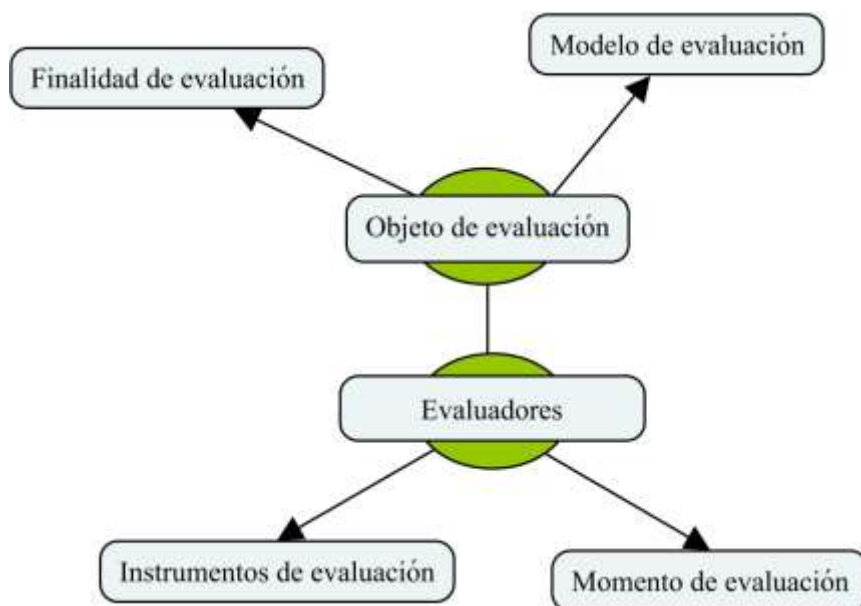 Modelo de evaluación
Finalidad de evaluación
Objeto de evaluación
Evaluadores
Instrumentos de evaluación
Momento de evaluación